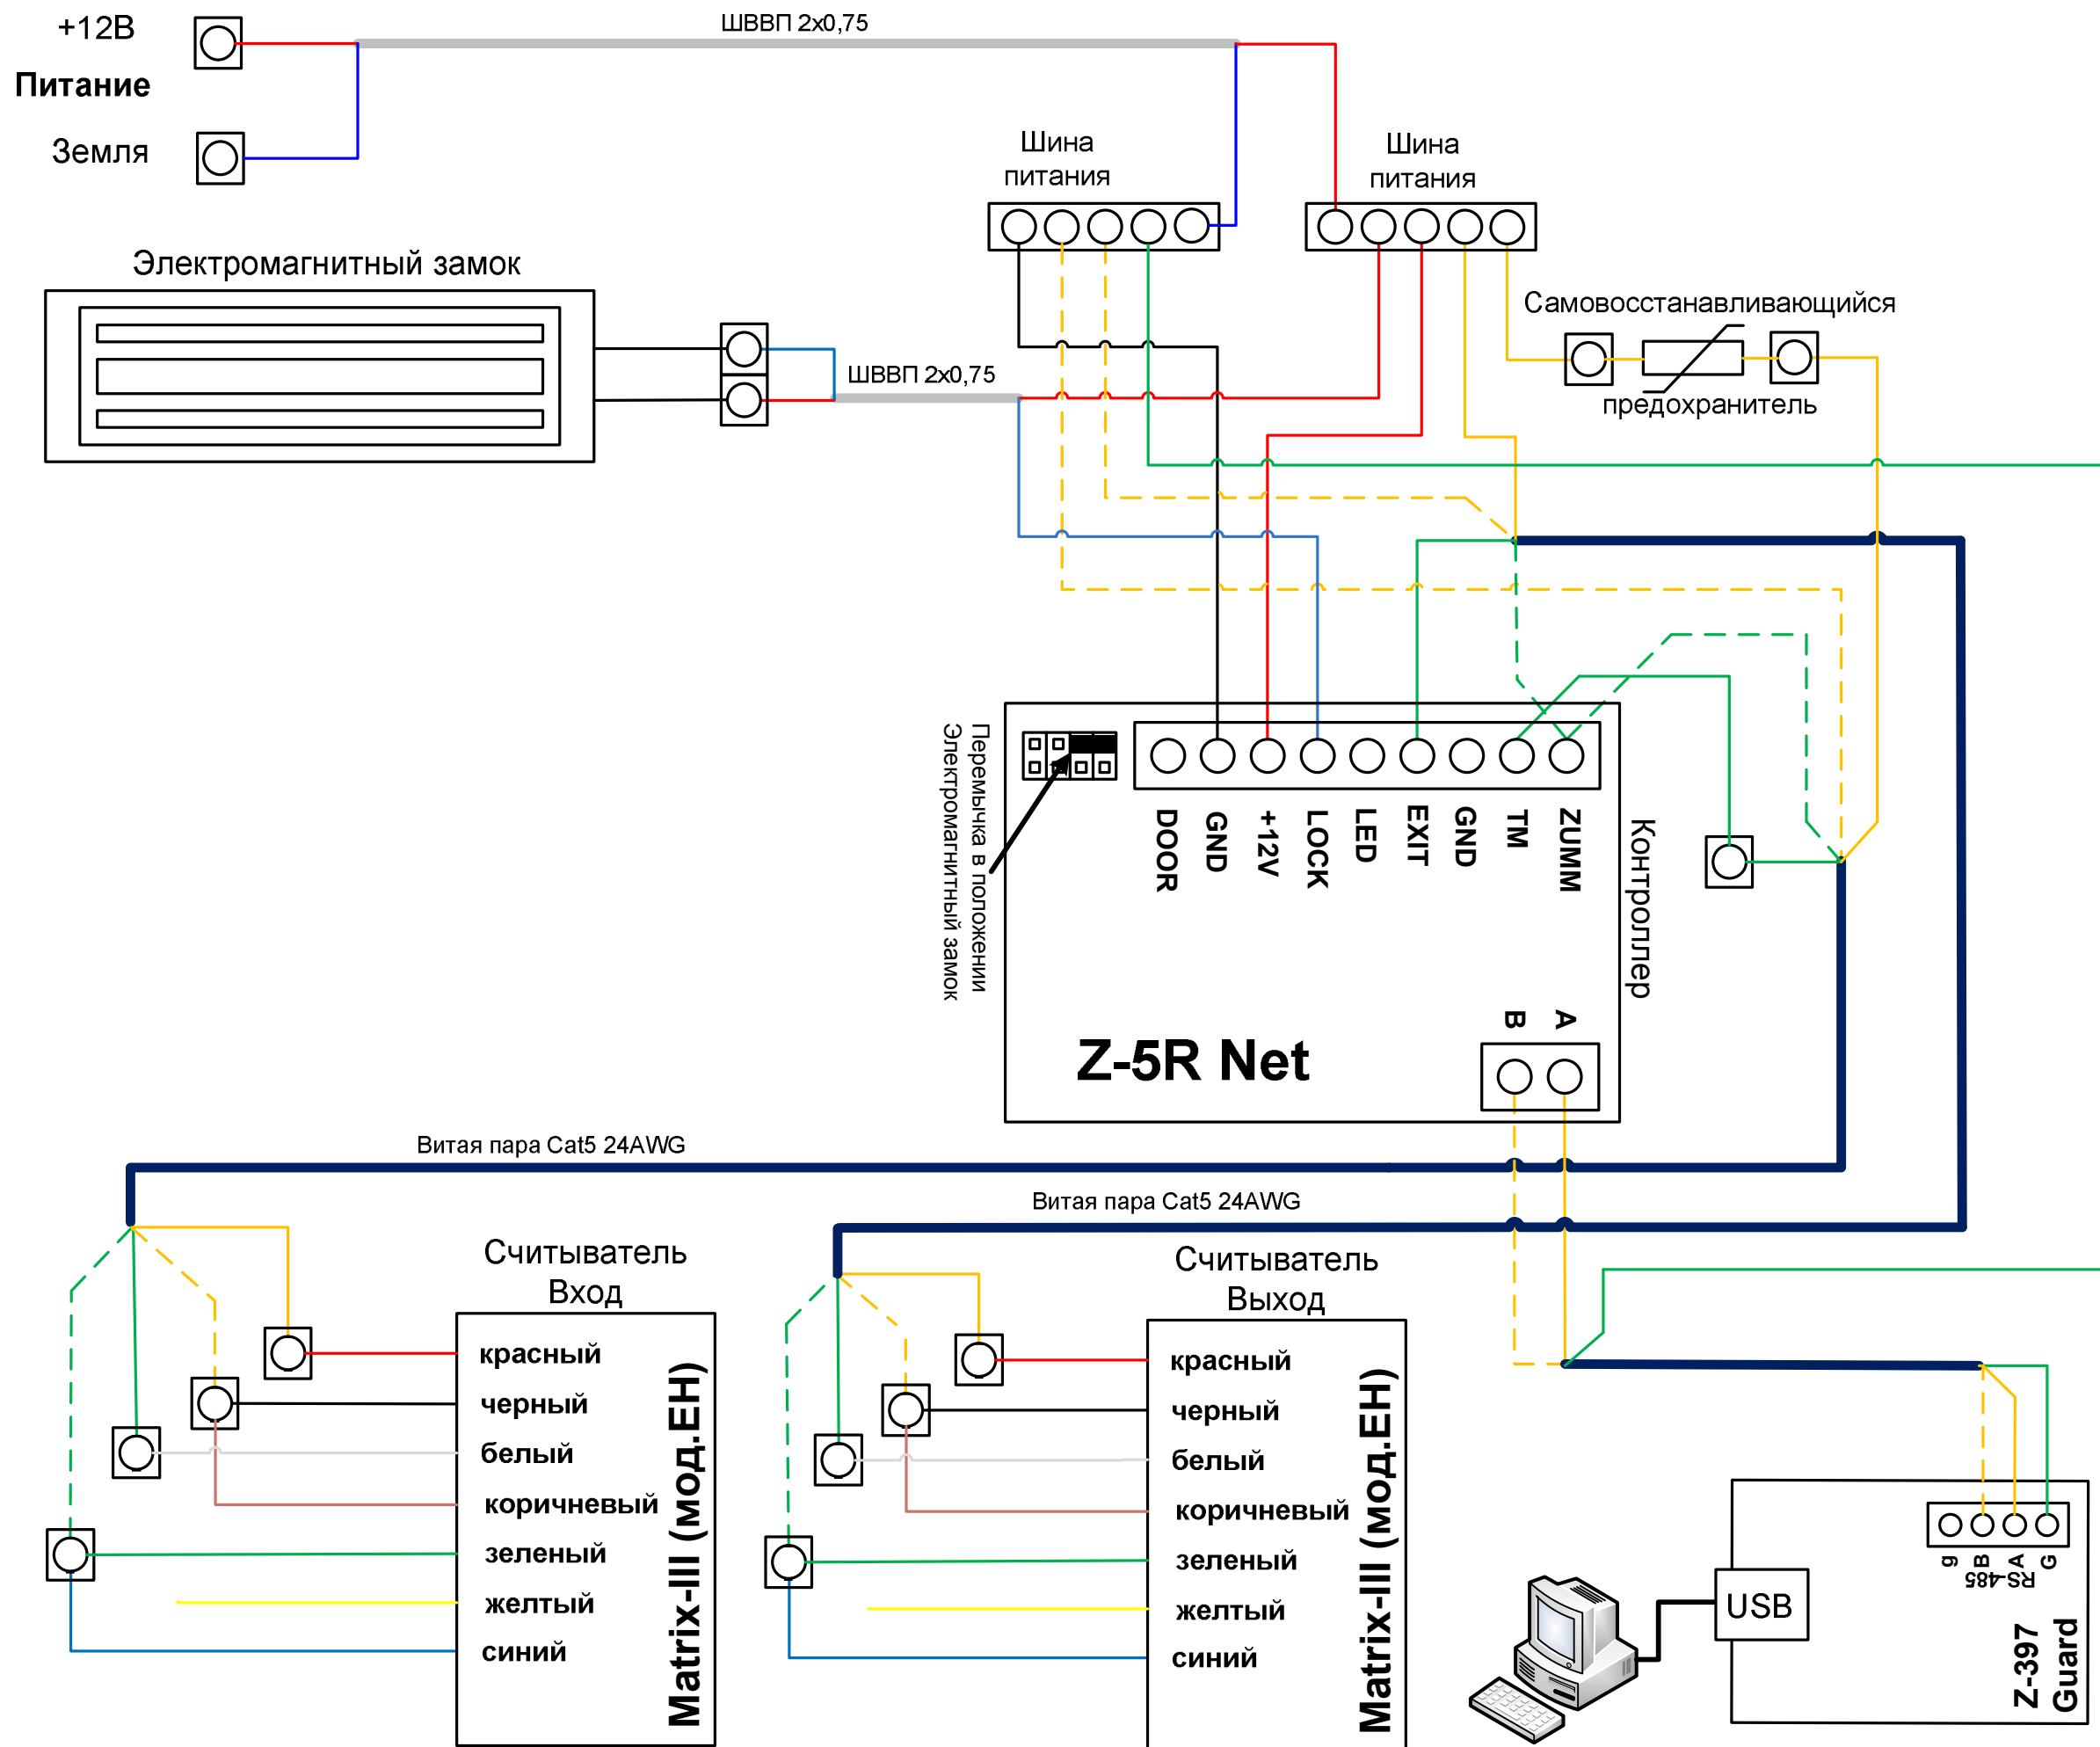 +12В
Питание
Земля
ШВВП 2х0,75
Шина
питания
Шина
питания
Электромагнитный замок
ШВВП 2х0,75
Самовосстанавливающийся
предохранитель
Перемычка в положении
Электромагнитный замок
DOOR
GND
+12V
LOCK
LED
EXIT
GND
TM
ZUMM
Контроллер
B
A
Z-5R Net
Витая пара Cat5 24AWG
Витая пара Cat5 24AWG
Считыватель
Вход
красный
черный
белый
коричневый
зеленый
желтый
синий
Matrix-III (мод.EH)
Считыватель
Выход
красный
черный
белый
коричневый
зеленый
желтый
синий
Matrix-III (мод.EH)
g
B
A
G
RS-485
USB
Z-397
Guard